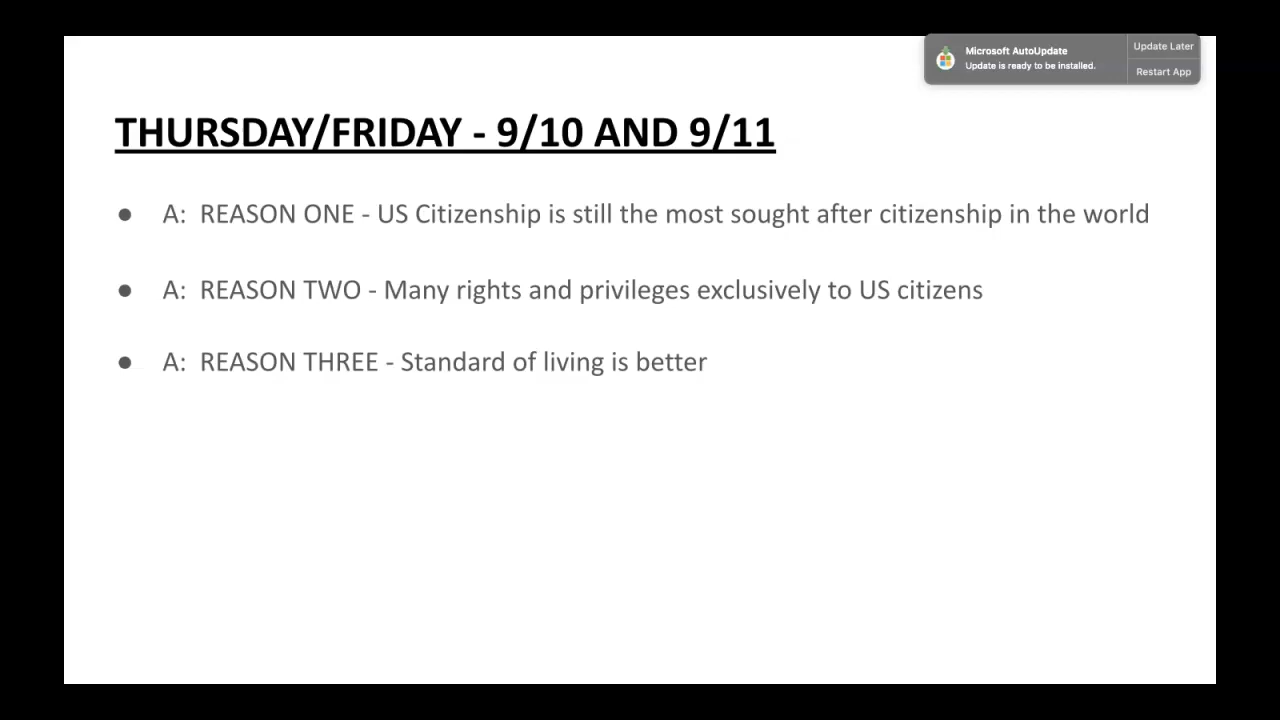 Microsoft AutoUpdate
Update is ready to be installed.
Update Later
Restart App
THURSDAY/FRIDAY - 9/10 AND 9/11
● A: REASON ONE - US Citizenship is still the most sought after citizenship in the world
● A: REASON TWO - Many rights and privileges exclusively to US citizens
● A: REASON THREE - Standard of living is better